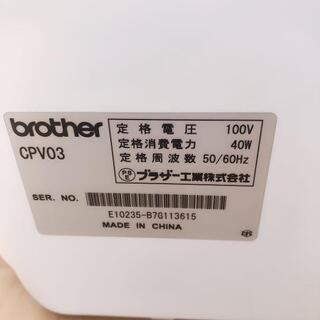 brother
CPV03
定格電圧 100V
定格消費電力 40W
定格周波数 50/60Hz
PS
E ブラザー工業株式会社
SER. NO.
E10235-B7G113615
MADE IN CHINA